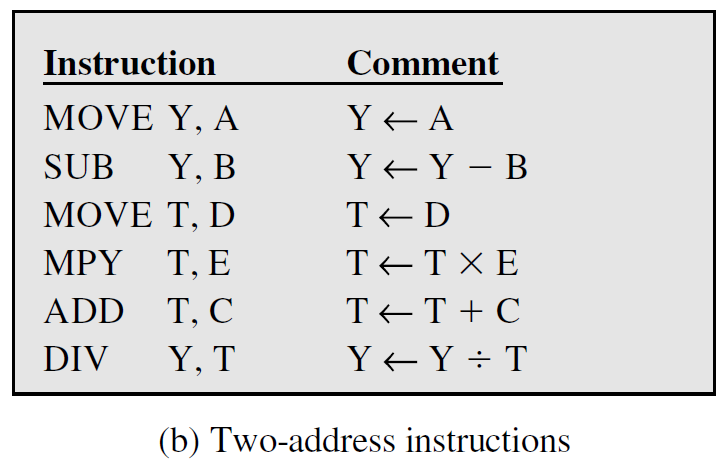 Instruction Comment
MOVE Y, A Y ← A
SUB Y, B Y ← Y − B
MOVE T, D T ← D
MPY T, E T ← T × E
ADD T, C T ← T + C
DIV Y, T Y ← Y ÷ T
(b) Two-address instructions